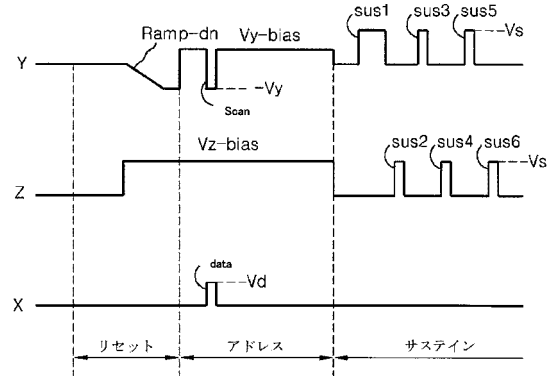 Ramp-dn
Vy-bias
sus1
sus3
sus5
Vs
Y
Vy
Scan
Vz-bias
sus2
sus4
sus6
Vs
Z
data
Vd
X
リセット
アドレス
サステイン